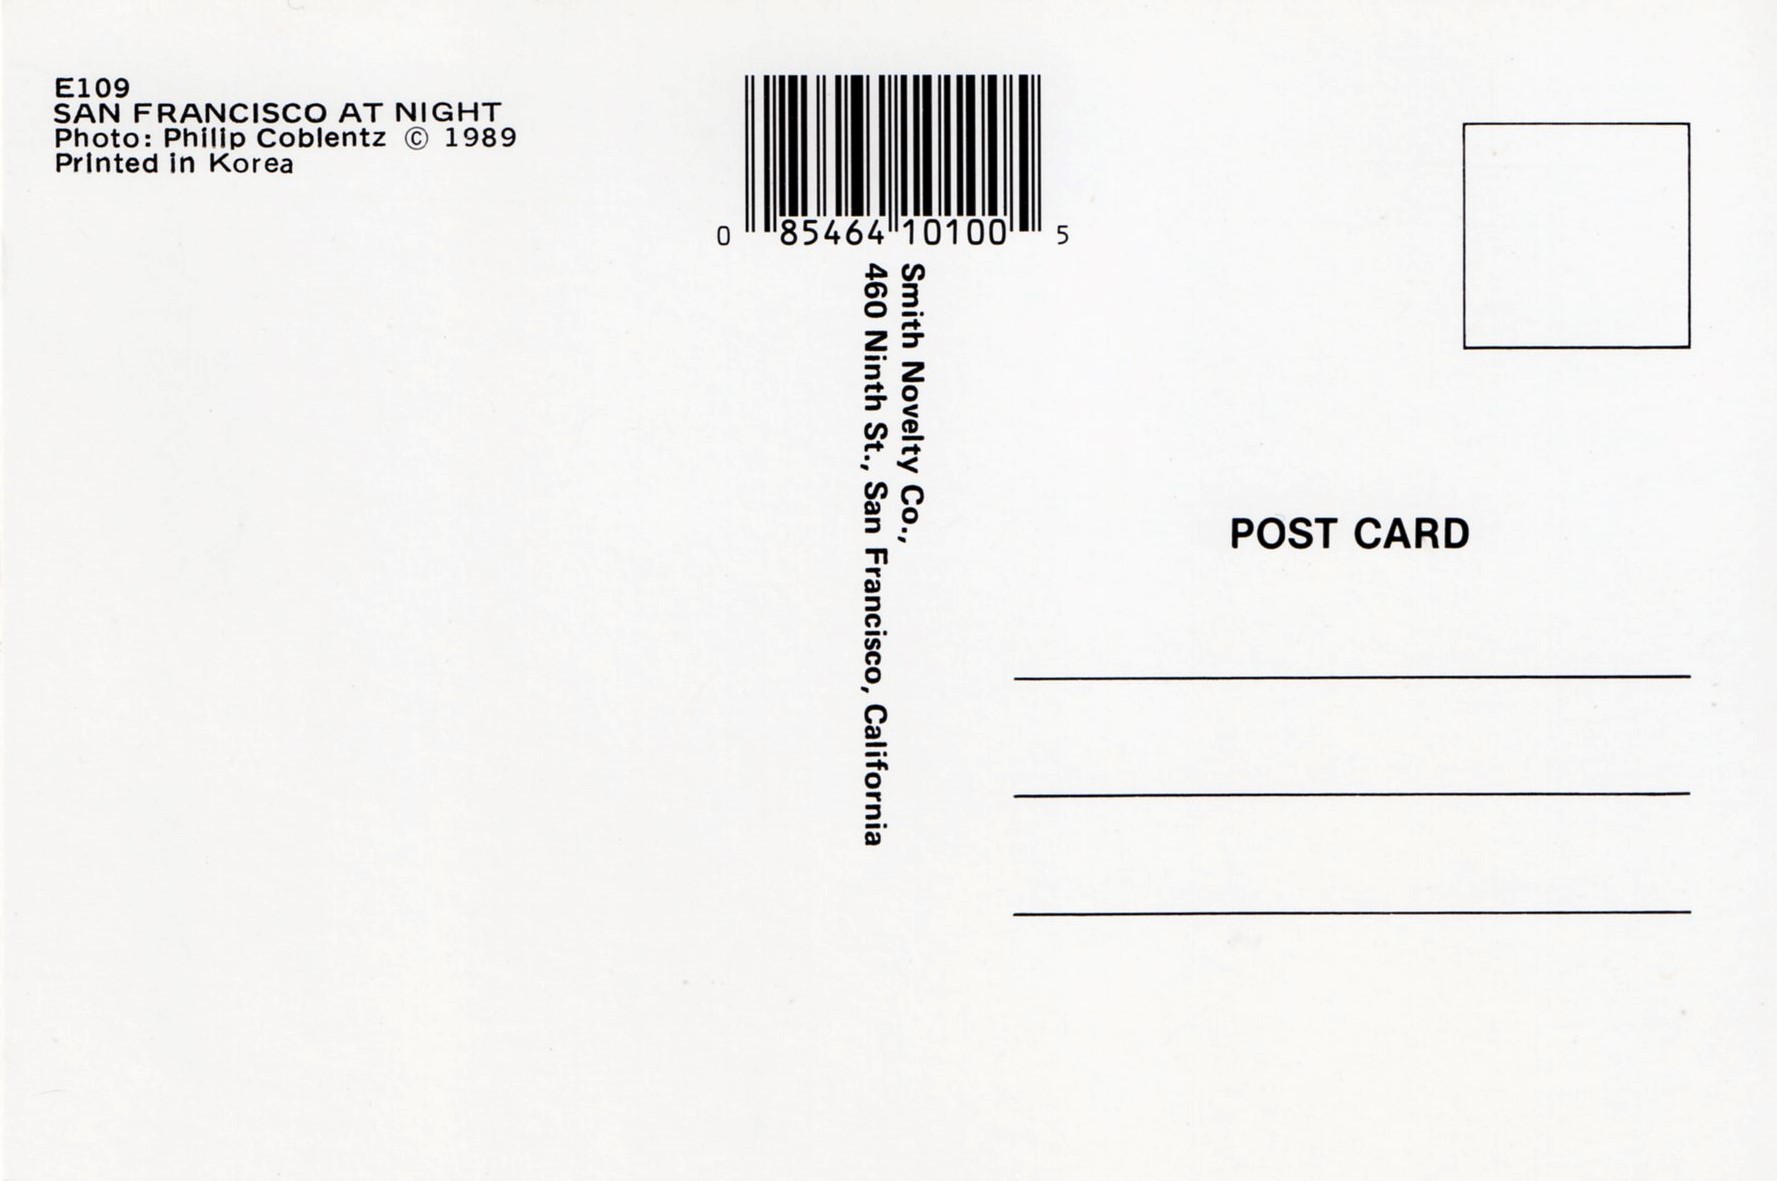 E109
SAN FRANCISCO AT NIGHT
Photo: Philip Coblentz © 1989
Printed in Korea
0 85464 10100 5
Smith Novelty Co.,
460 Ninth St., San Francisco, California
POST CARD